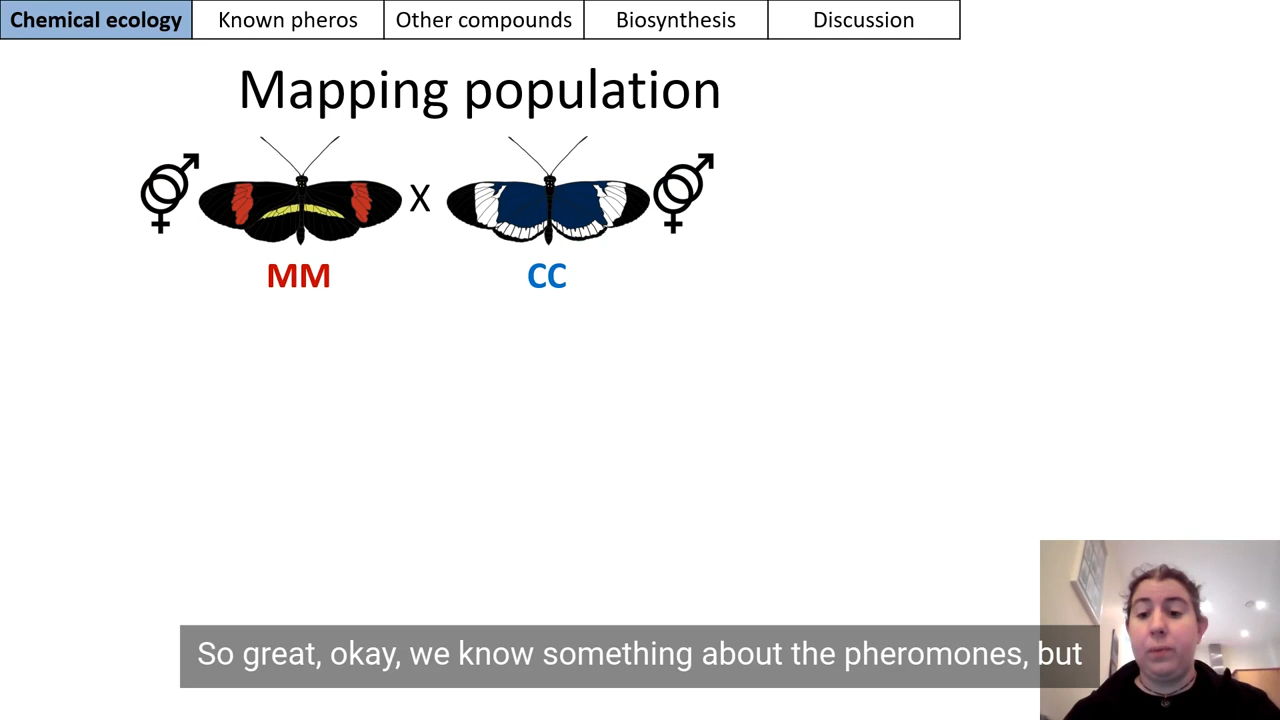 Chemical ecology
Known pheros
Other compounds
Biosynthesis
Discussion
Mapping population
X
MM
CC
So great, okay, we know something about the pheromones, but